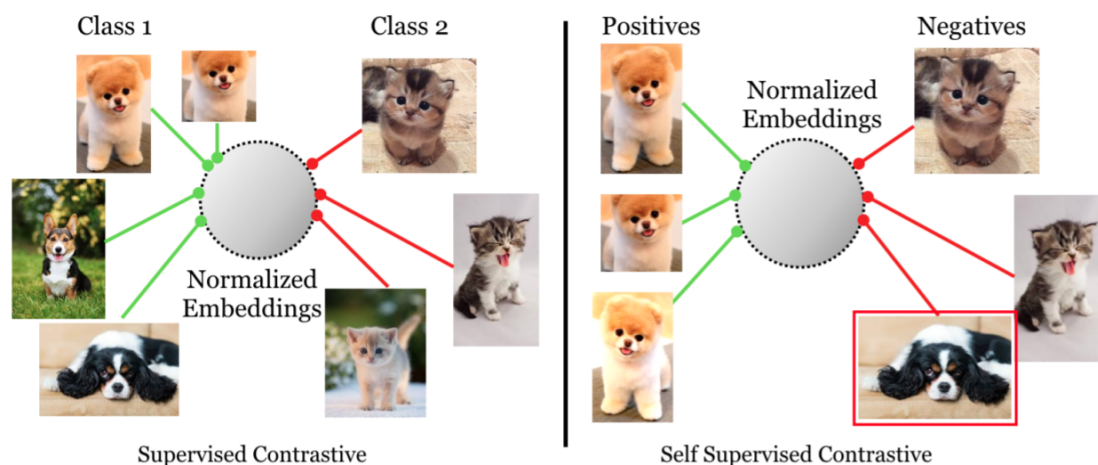 Class 1
Class 2
Normalized
Embeddings
Supervised Contrastive
Positives
Negatives
Normalized
Embeddings
Self Supervised Contrastive